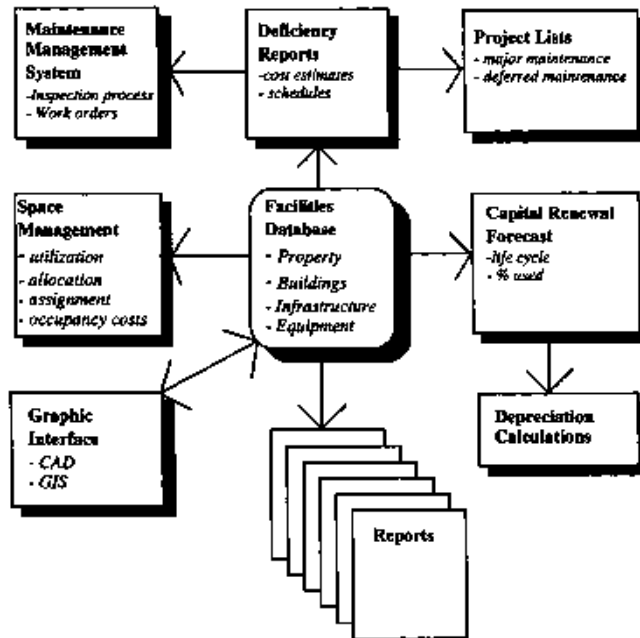 Maintenance
Management
System
-Inspection process
- Work orders
Deficiency
Reports
-cost estimates
- schedules
Project Lists
- major maintenance
- deferred maintenance
Space
Management
- utilization
- allocation
- assignment
- occupancy costs
Facilities
Database
- Property
- Buildings
- Infrastructure
- Equipment
Capital Renewal
Forecast
-life cycle
- % used
Graphic
Interface
- CAD
- GIS
Depreciation
Calculations
Reports